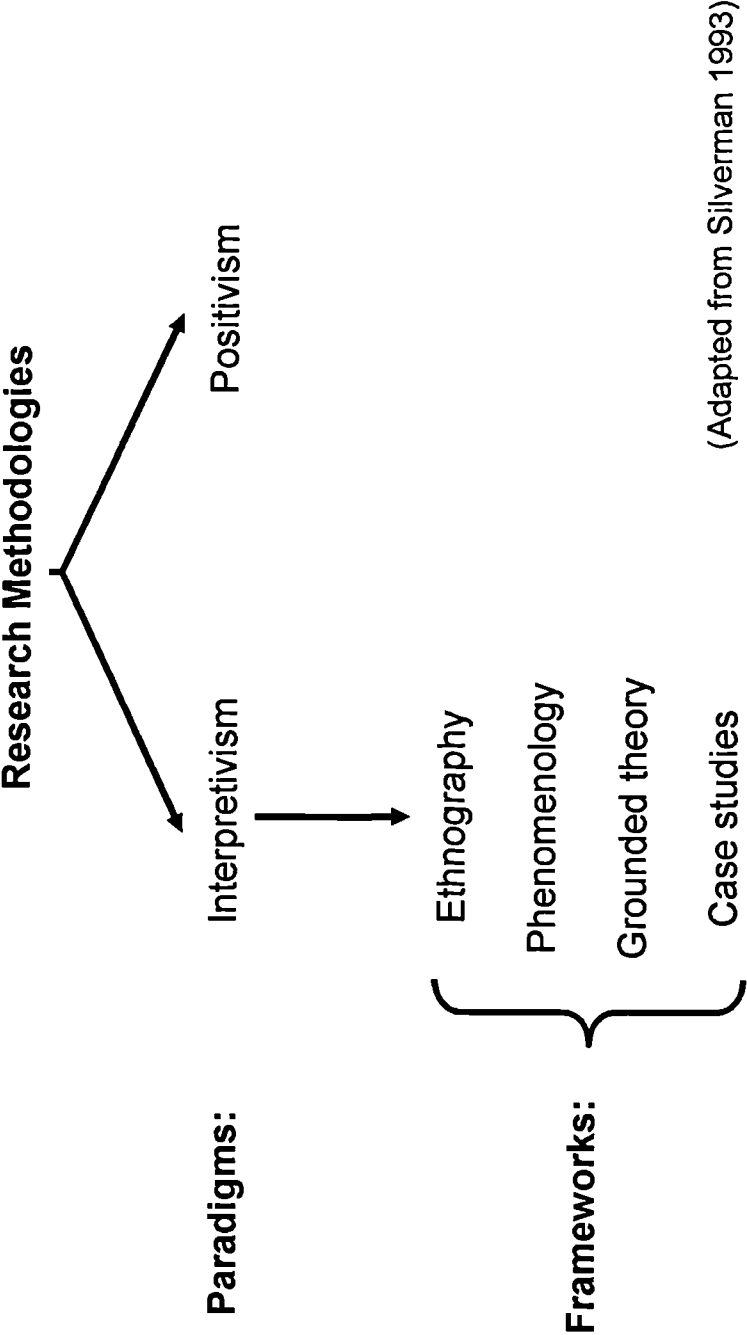 Research Methodologies
Paradigms:
Interpretivism
Positivism
Frameworks:
Ethnography
Phenomenology
Grounded theory
Case studies
(Adapted from Silverman 1993)